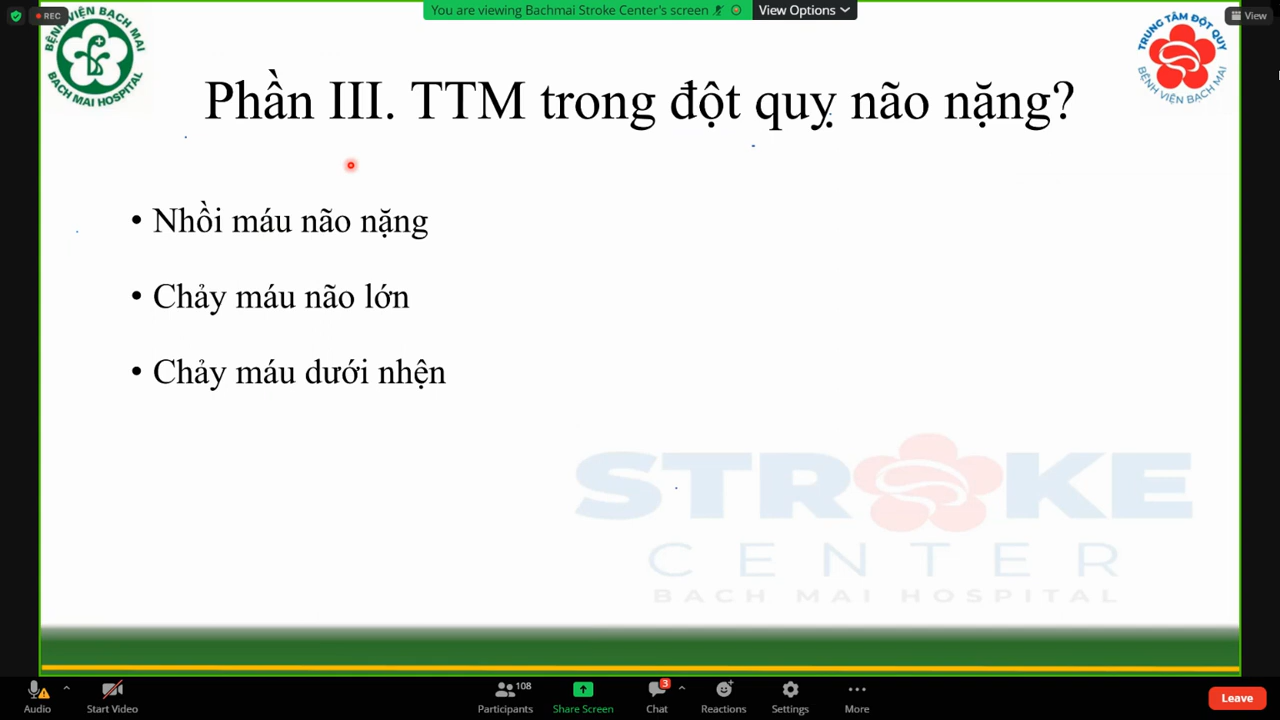 You are viewing Bachmai Stroke Center's screen
View Options
REC
View
BỆNH VIỆN BẠCH MAI
BACH MAI HOSPITAL
TRUNG TÂM ĐỘT QUỴ
BỆNH VIỆN BẠCH MAI
Phần III. TTM trong đột quỵ não nặng?
• Nhồi máu não nặng
• Chảy máu não lớn
• Chảy máu dưới nhện
STROKE
CENTER
BACH MAI HOSPITAL
108
3
Audio
Start Video
Participants
Share Screen
Chat
Reactions
Settings
More
Leave